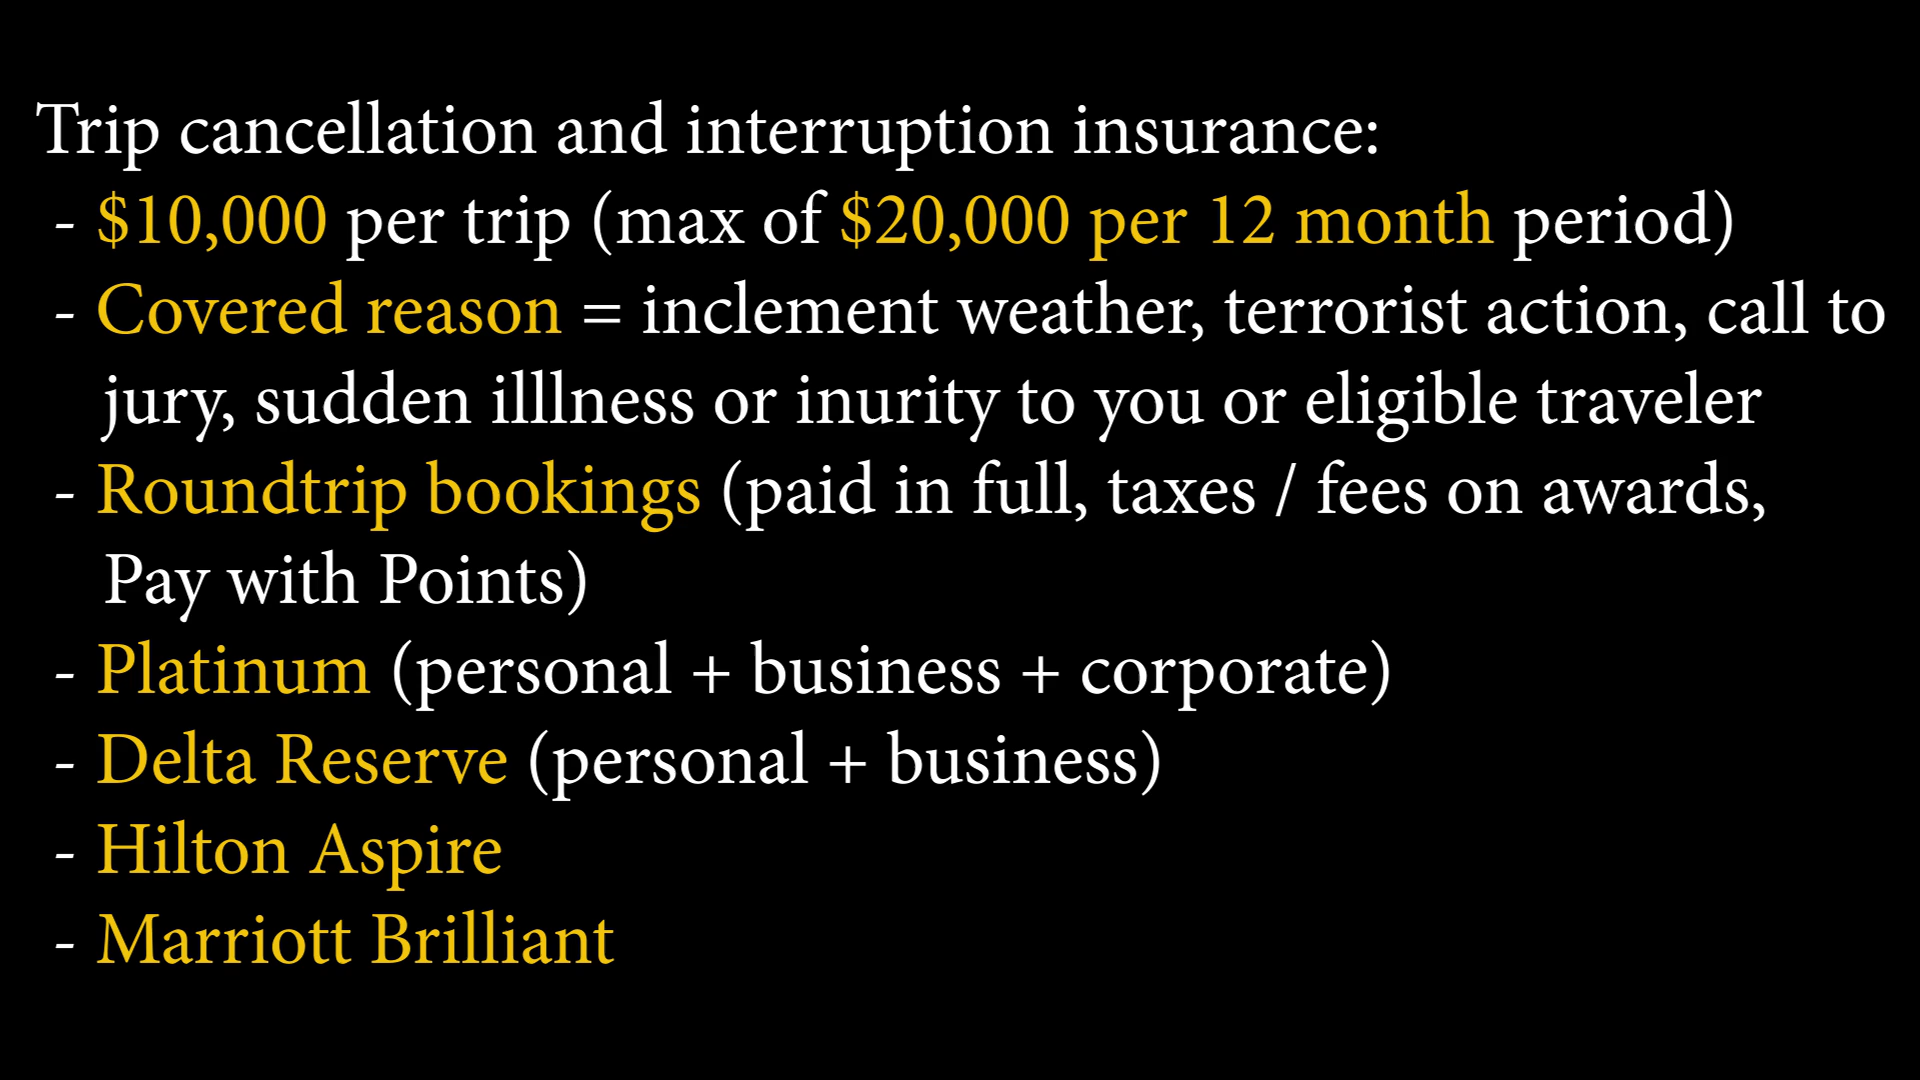 Trip cancellation and interruption insurance:
- $10,000 per trip (max of $20,000 per 12 month period)
- Covered reason = inclement weather, terrorist action, call to
jury, sudden illlness or inurity to you or eligible traveler
- Roundtrip bookings (paid in full, taxes / fees on awards,
Pay with Points)
- Platinum (personal + business + corporate)
- Delta Reserve (personal + business)
- Hilton Aspire
- Marriott Brilliant